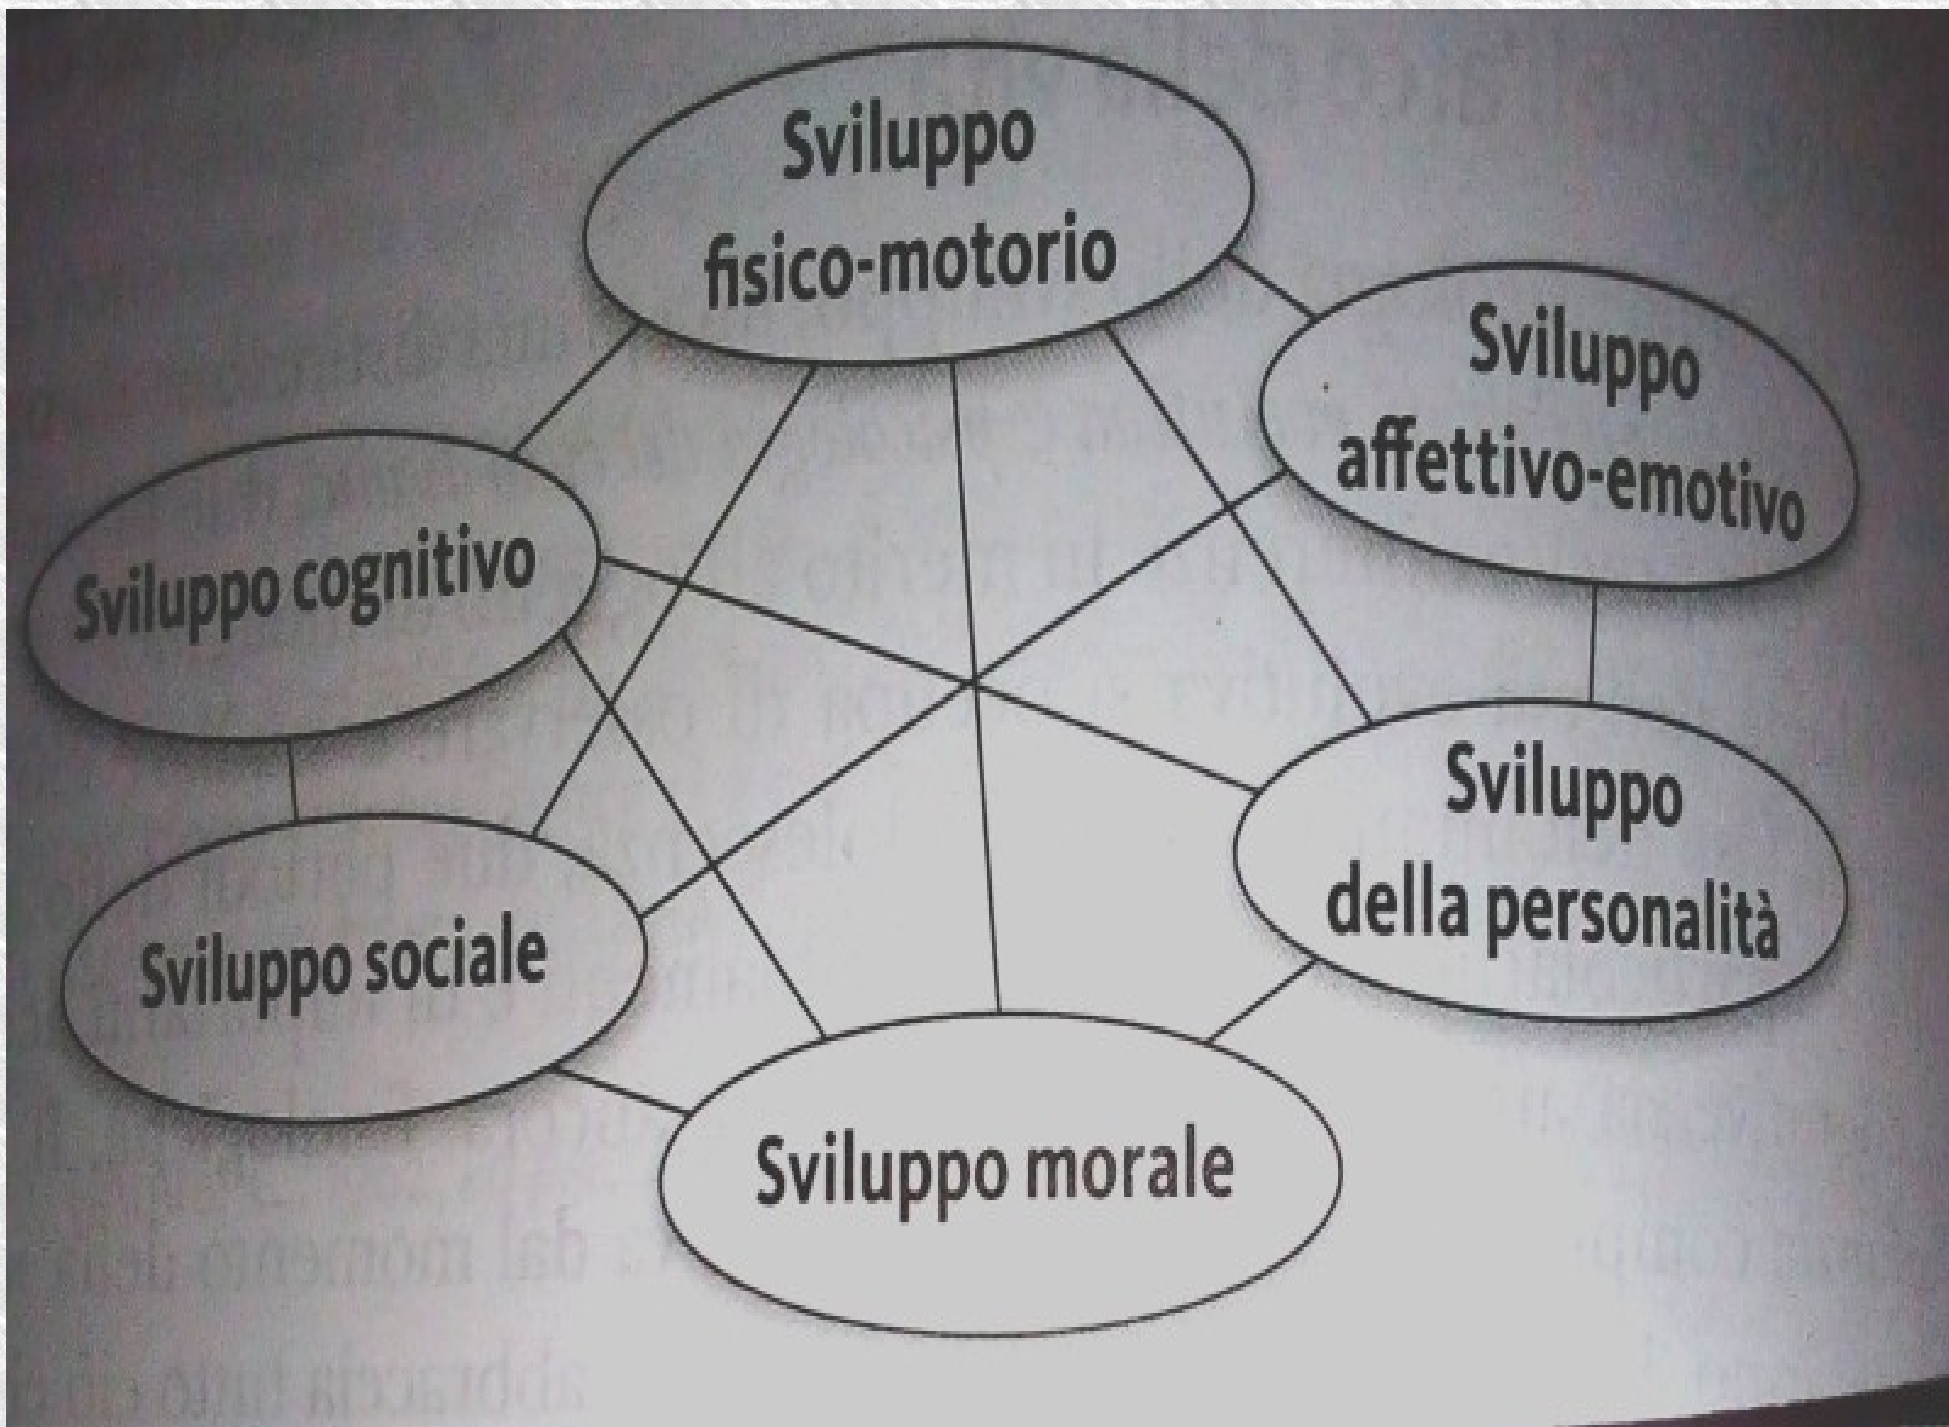 Sviluppo
fisico-motorio
Sviluppo
affettivo-emotivo
Sviluppo cognitivo
Sviluppo
della personalità
Sviluppo sociale
Sviluppo morale